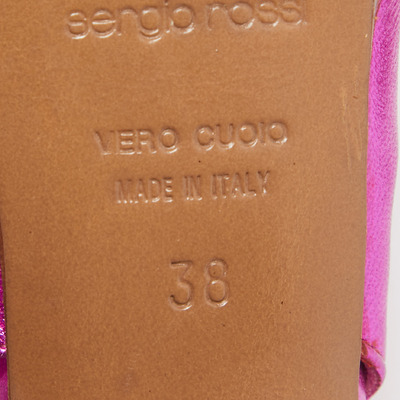 sergio rossi
VERO CUOIO
MADE IN ITALY
38